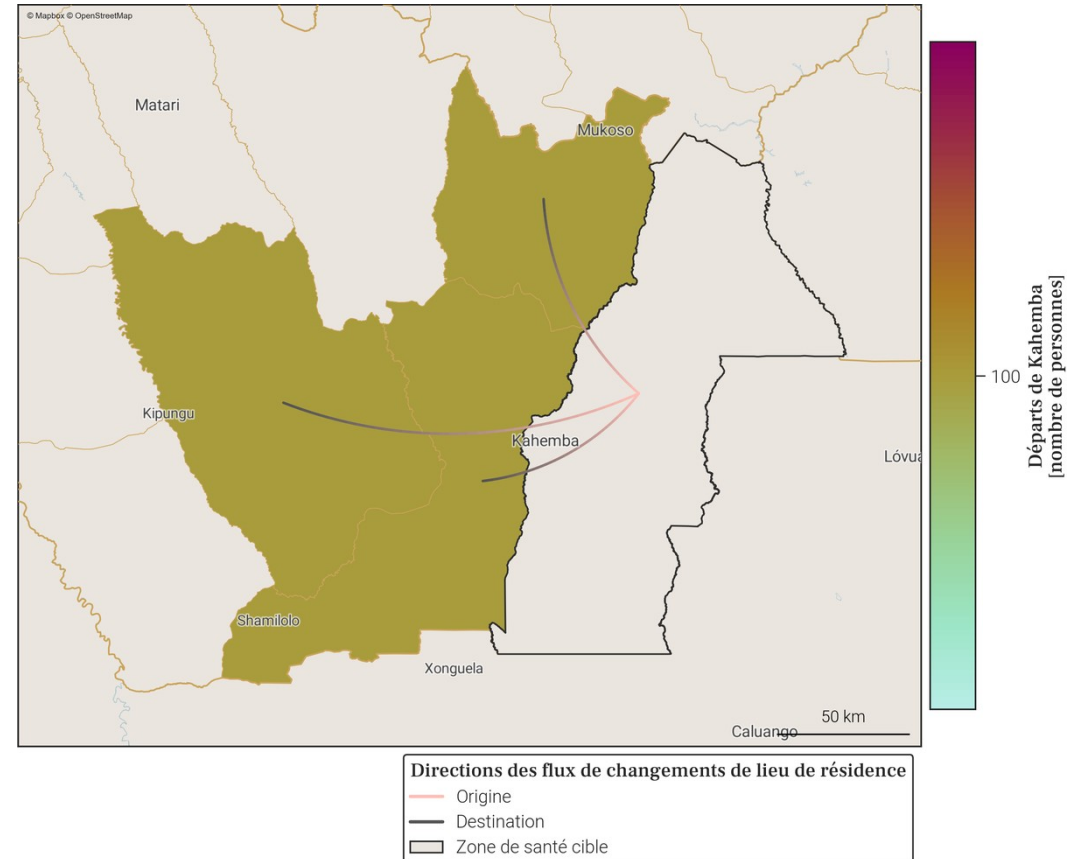 © Mapbox © OpenStreetMap
Matari
Mukoso
Kipungu
Kahemba
Lóvua
Shamilolo
Xonguela
Caluango
50 km
100
Départs de Kahemba
[nombre de personnes]
Directions des flux de changements de lieu de résidence
Origine
Destination
Zone de santé cible